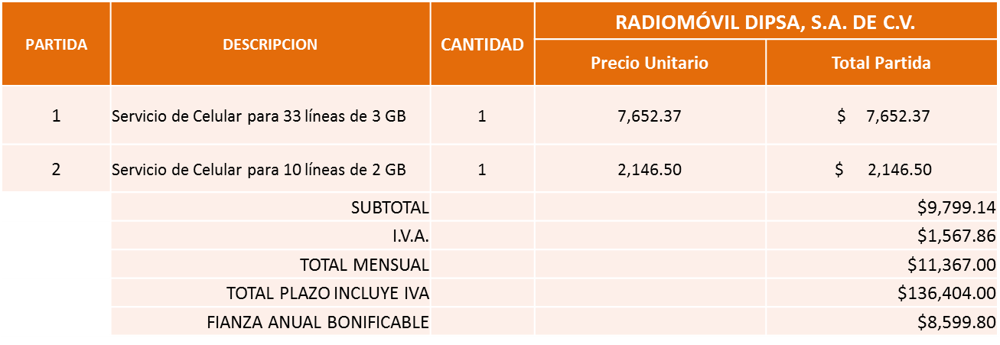 PARTIDA DESCRIPCION CANTIDAD RADIOMÓVIL DIPSA, S.A. DE C.V.
Precio Unitario Total Partida
1 Servicio de Celular para 33 líneas de 3 GB 1 7,652.37 $ 7,652.37
2 Servicio de Celular para 10 líneas de 2 GB 1 2,146.50 $ 2,146.50
SUBTOTAL $9,799.14
I.V.A. $1,567.86
TOTAL MENSUAL $11,367.00
TOTAL PLAZO INCLUYE IVA $136,404.00
FIANZA ANUAL BONIFICABLE $8,599.80